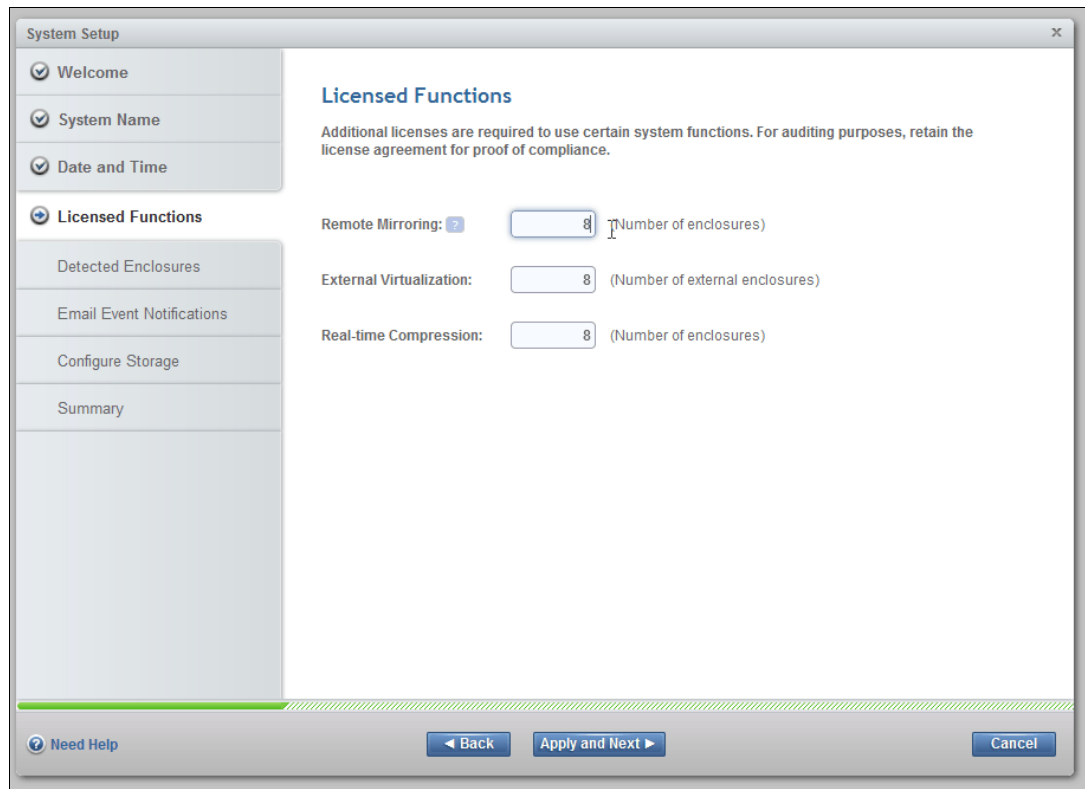 System Setup
x
Welcome
System Name
Date and Time
Licensed Functions
Detected Enclosures
Email Event Notifications
Configure Storage
Summary
Licensed Functions
Additional licenses are required to use certain system functions. For auditing purposes, retain the
license agreement for proof of compliance.
Remote Mirroring: ? 8 (Number of enclosures)
External Virtualization: 8 (Number of external enclosures)
Real-time Compression: 8 (Number of enclosures)
? Need Help
◄ Back
Apply and Next ►
Cancel